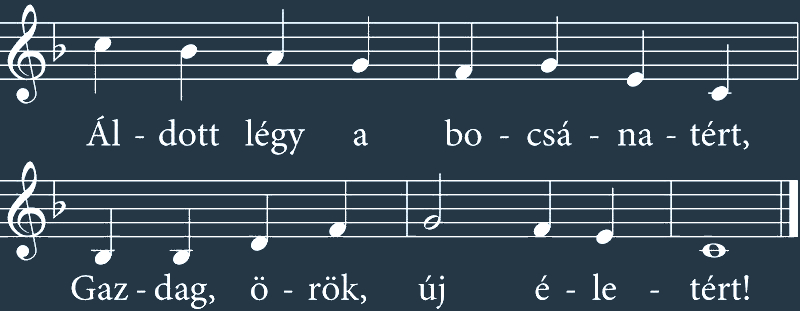 Ál - dott légy a bo - csá - na - tért,
Gaz - dag, ö - rök, új é - le - tért!